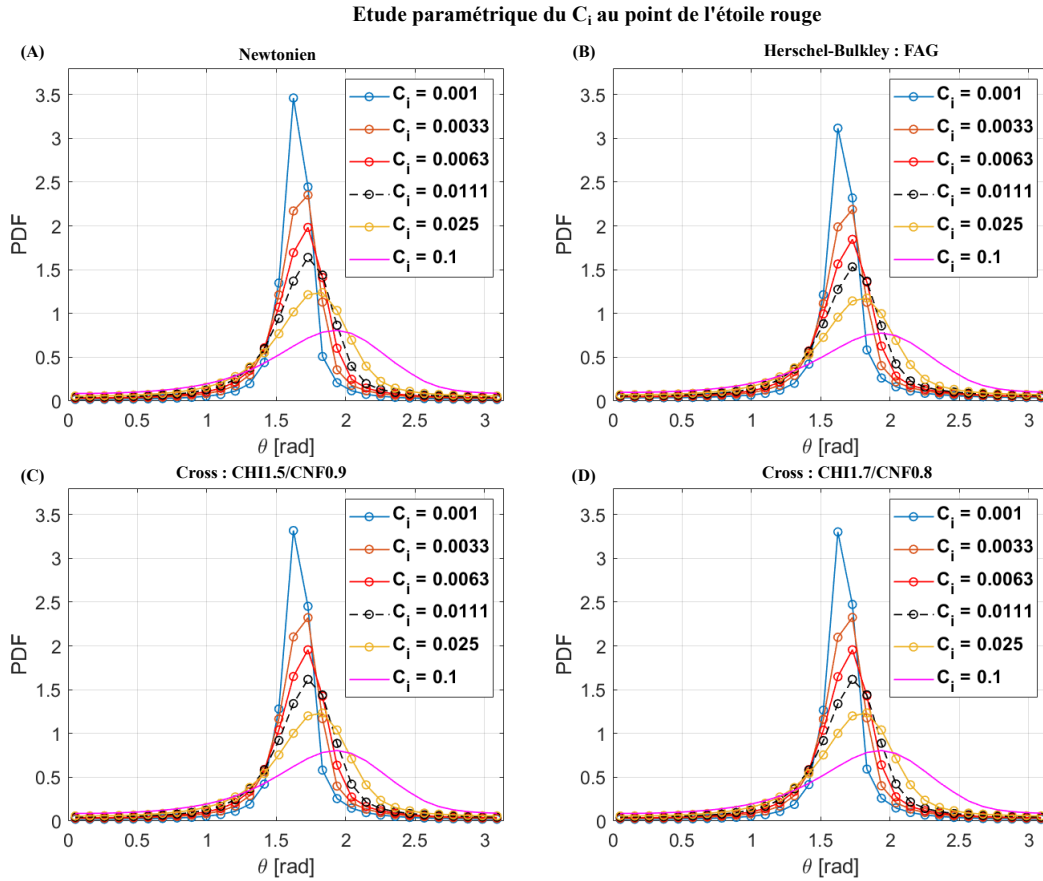 Etude paramétrique du Ci au point de l'étoile rouge
(A)
Newtonien
3.5
3
2.5
2
1.5
1
0.5
0
PDF
0
0.5
1
1.5
2
2.5
3
θ [rad]
Ci = 0.001
Ci = 0.0033
Ci = 0.0063
Ci = 0.0111
Ci = 0.025
Ci = 0.1
(B)
Herschel-Bulkley : FAG
3.5
3
2.5
2
1.5
1
0.5
0
PDF
0
0.5
1
1.5
2
2.5
3
θ [rad]
Ci = 0.001
Ci = 0.0033
Ci = 0.0063
Ci = 0.0111
Ci = 0.025
Ci = 0.1
(C)
Cross : CHI1.5/CNF0.9
3.5
3
2.5
2
1.5
1
0.5
0
PDF
0
0.5
1
1.5
2
2.5
3
θ [rad]
Ci = 0.001
Ci = 0.0033
Ci = 0.0063
Ci = 0.0111
Ci = 0.025
Ci = 0.1
(D)
Cross : CHI1.7/CNF0.8
3.5
3
2.5
2
1.5
1
0.5
0
PDF
0
0.5
1
1.5
2
2.5
3
θ [rad]
Ci = 0.001
Ci = 0.0033
Ci = 0.0063
Ci = 0.0111
Ci = 0.025
Ci = 0.1